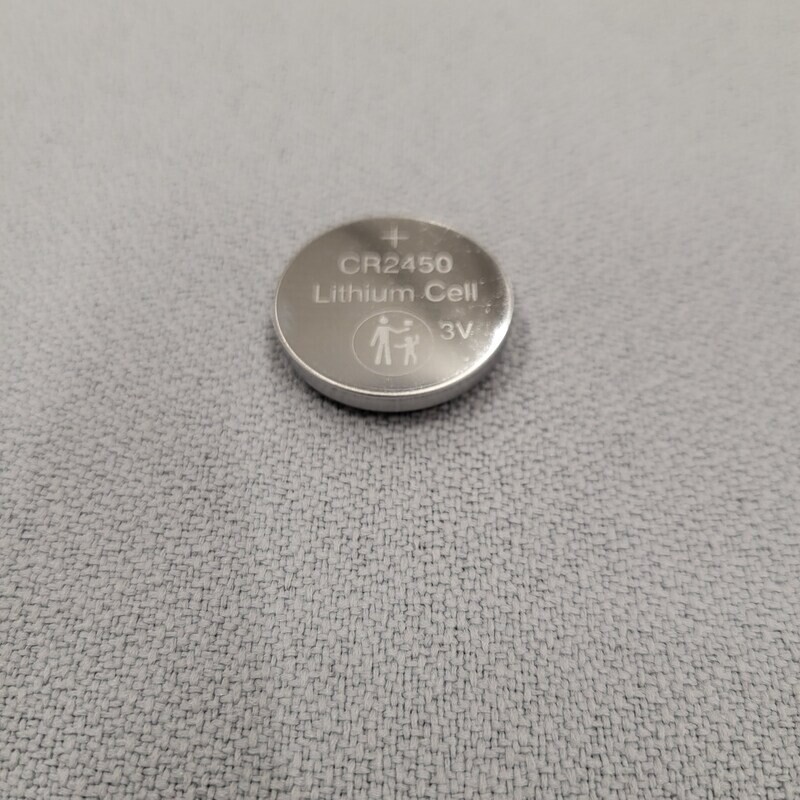 +
CR2450
Lithium Cell
3V